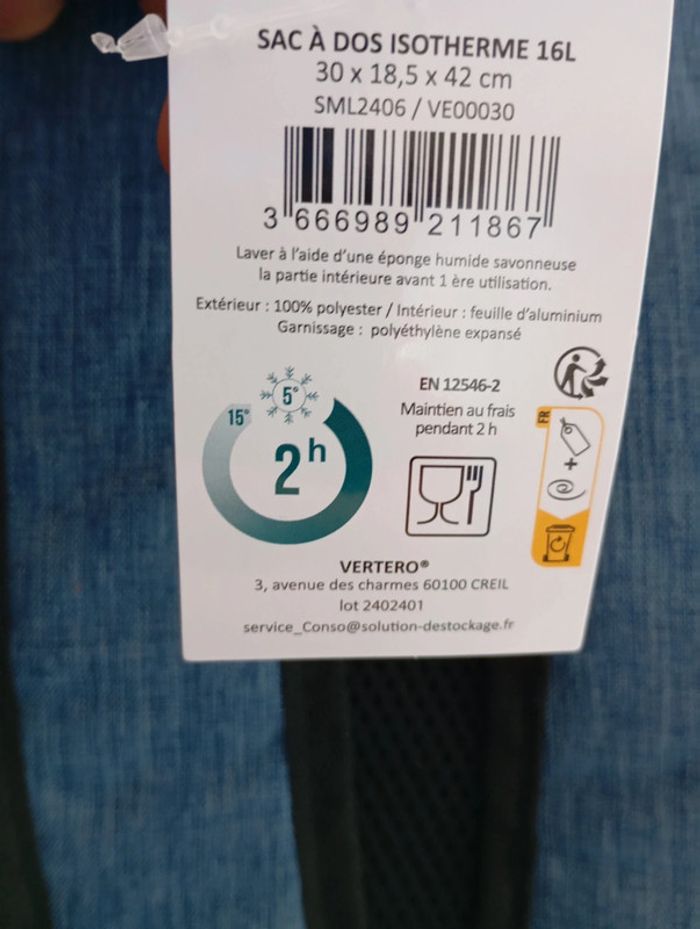 SAC À DOS ISOTHERME 16L
30 x 18,5 x 42 cm
SML2406 / VE00030
3 666989 211867
Laver à l'aide d'une éponge humide savonneuse
la partie intérieure avant 1 ère utilisation.
Extérieur : 100% polyester / Intérieur : feuille d'aluminium
Garnissage : polyéthylène expansé
5°
15°
2h
EN 12546-2
Maintien au frais
pendant 2 h
FR
+
VERTERO®
3, avenue des charmes 60100 CREIL
lot 2402401
service_Conso@solution-destockage.fr